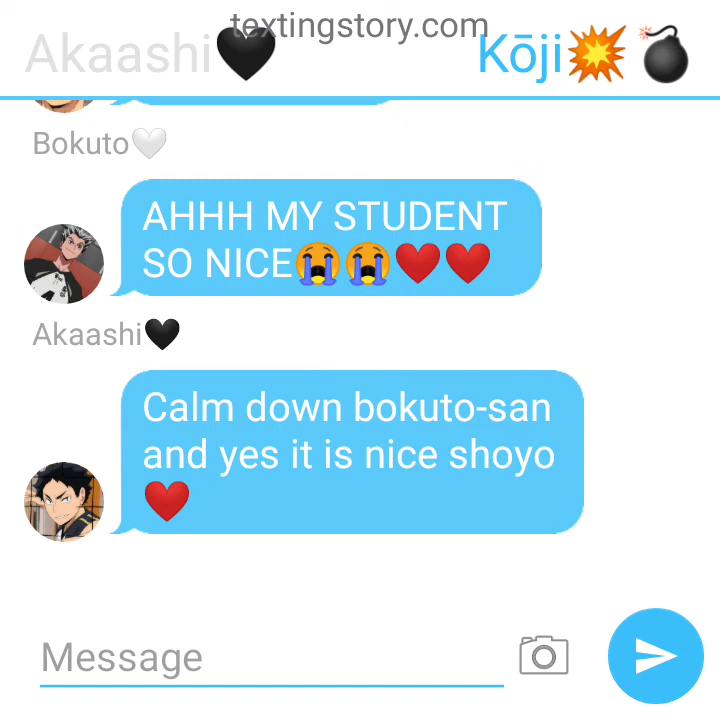 textingstory.com
Akaashi🖤 Kōji💥💣
Bokuto🤍
AHHH MY STUDENT
SO NICE😭😭❤️❤️
Akaashi🖤
Calm down bokuto-san
and yes it is nice shoyo
❤️
Message